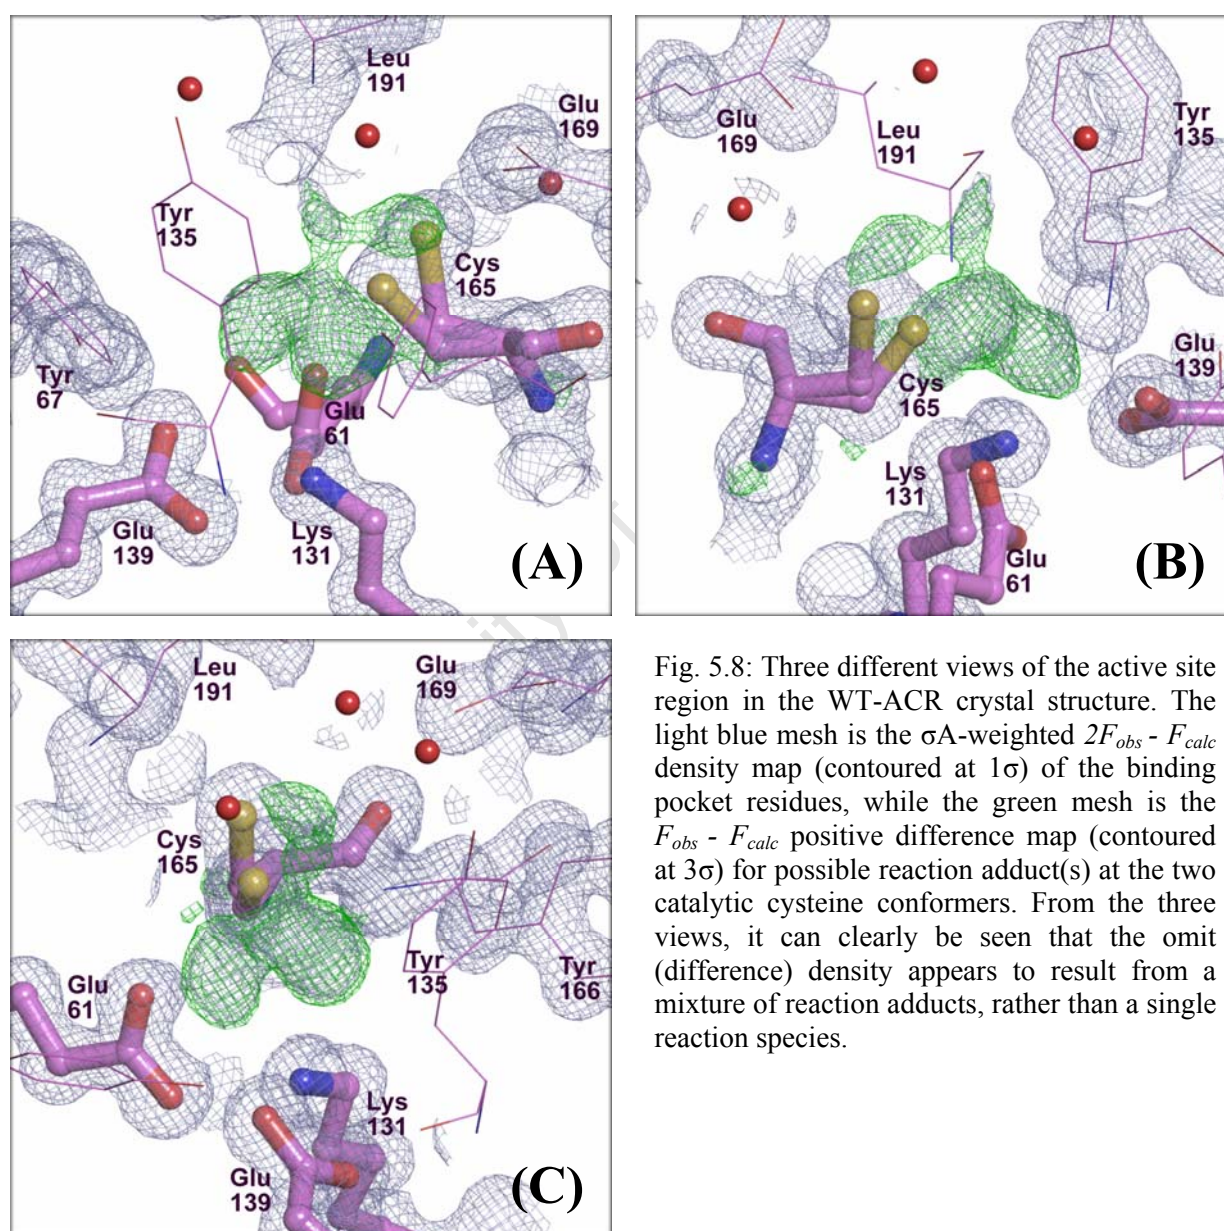 Leu
191
Glu
169
Tyr
135
Cys
165
Tyr
67
Glu
61
Glu
139
Lys
131
(A)
Glu
169
Leu
191
Tyr
135
Glu
139
Cys
165
Lys
131
Glu
61
(B)
Leu
191
Glu
169
Cys
165
Tyr
135
Tyr
166
Glu
61
Lys
131
Glu
139
(C)
Fig. 5.8: Three different views of the active site
region in the WT-ACR crystal structure. The
light blue mesh is the σA-weighted 2Fobs - Fcalc
density map (contoured at 1σ) of the binding
pocket residues, while the green mesh is the
Fobs - Fcalc positive difference map (contoured
at 3σ) for possible reaction adduct(s) at the two
catalytic cysteine conformers. From the three
views, it can clearly be seen that the omit
(difference) density appears to result from a
mixture of reaction adducts, rather than a single
reaction species.